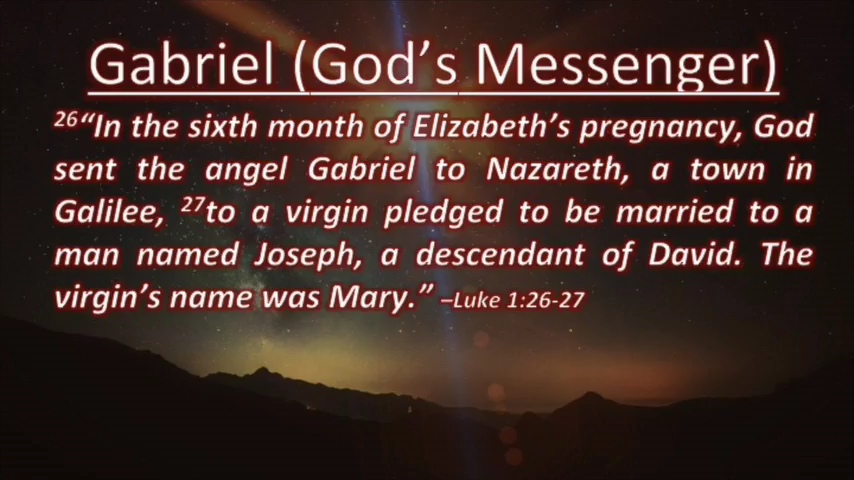 Gabriel (God’s Messenger)
26“In the sixth month of Elizabeth’s pregnancy, God
sent the angel Gabriel to Nazareth, a town in
Galilee, 27to a virgin pledged to be married to a
man named Joseph, a descendant of David. The
virgin’s name was Mary.” –Luke 1:26-27